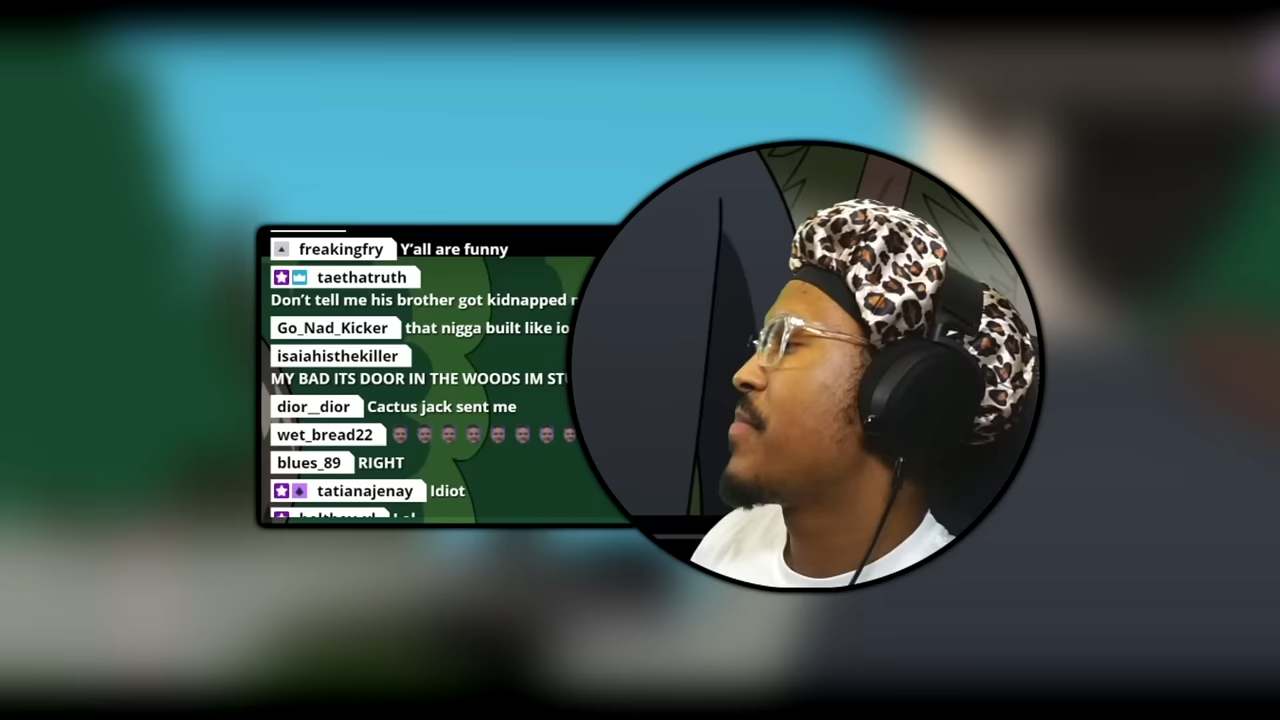 freakingfry Y'all are funny
taethatruth
Don't tell me his brother got kidnapped
Go_Nad_Kicker that nigga built like
isaiahisthekiller
MY BAD ITS DOOR IN THE WOODS IM
dior__dior Cactus jack sent me
wet_bread22
blues_89 RIGHT
tatianajenay Idiot